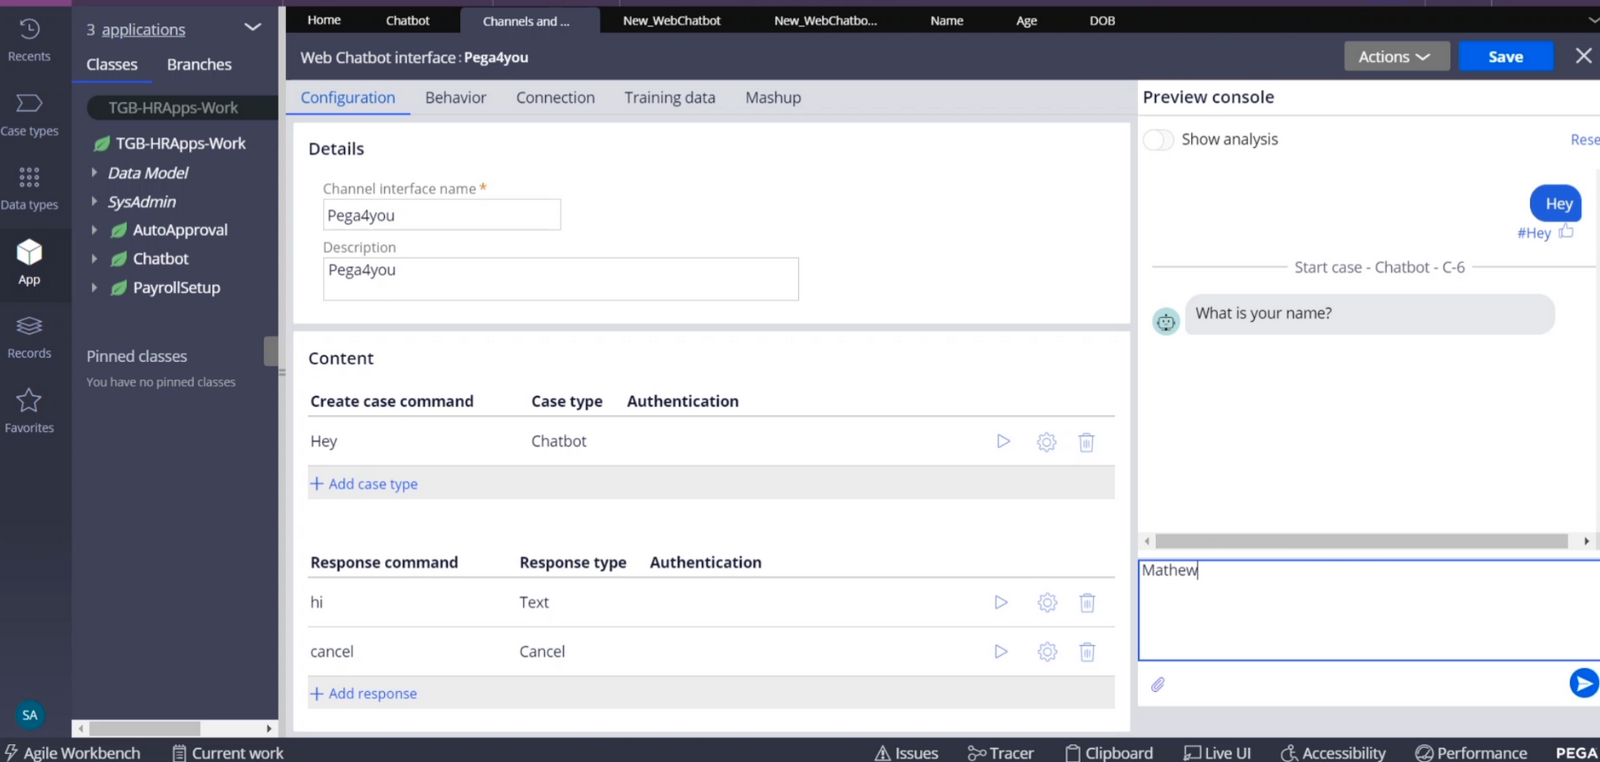 Home
Chatbot
Channels and ...
New_WebChatbot
New_WebChatbo...
Name
Age
DOB
Recents
Case types
Data types
App
Records
Favorites
SA
3 applications
Classes
Branches
TGB-HRApps-Work
TGB-HRApps-Work
Data Model
SysAdmin
AutoApproval
Chatbot
PayrollSetup
Pinned classes
You have no pinned classes
Web Chatbot interface: Pega4you
Actions
Save
Configuration
Behavior
Connection
Training data
Mashup
Details
Channel interface name *
Pega4you
Description
Pega4you
Content
Create case command
Case type
Authentication
Hey
Chatbot
+ Add case type
Response command
Response type
Authentication
hi
Text
cancel
Cancel
+ Add response
Preview console
Show analysis
Rese
Hey
#Hey
Start case - Chatbot - C-6
What is your name?
Mathew
Agile Workbench
Current work
Issues
Tracer
Clipboard
Live UI
Accessibility
Performance
PEGA